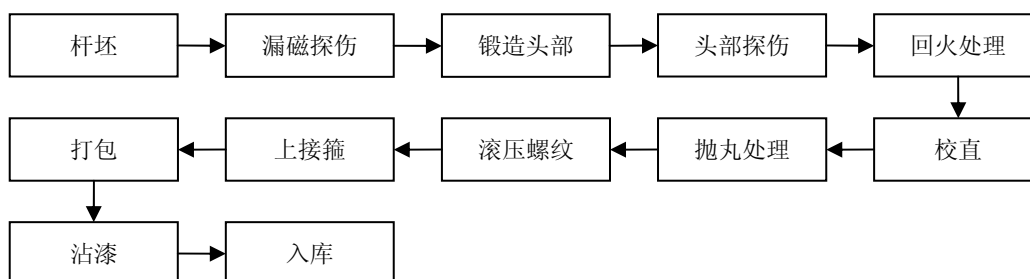 杆坯 漏磁探伤 锻造头部 头部探伤 回火处理
打包 上接箍 滚压螺纹 抛丸处理 校直
沾漆 入库